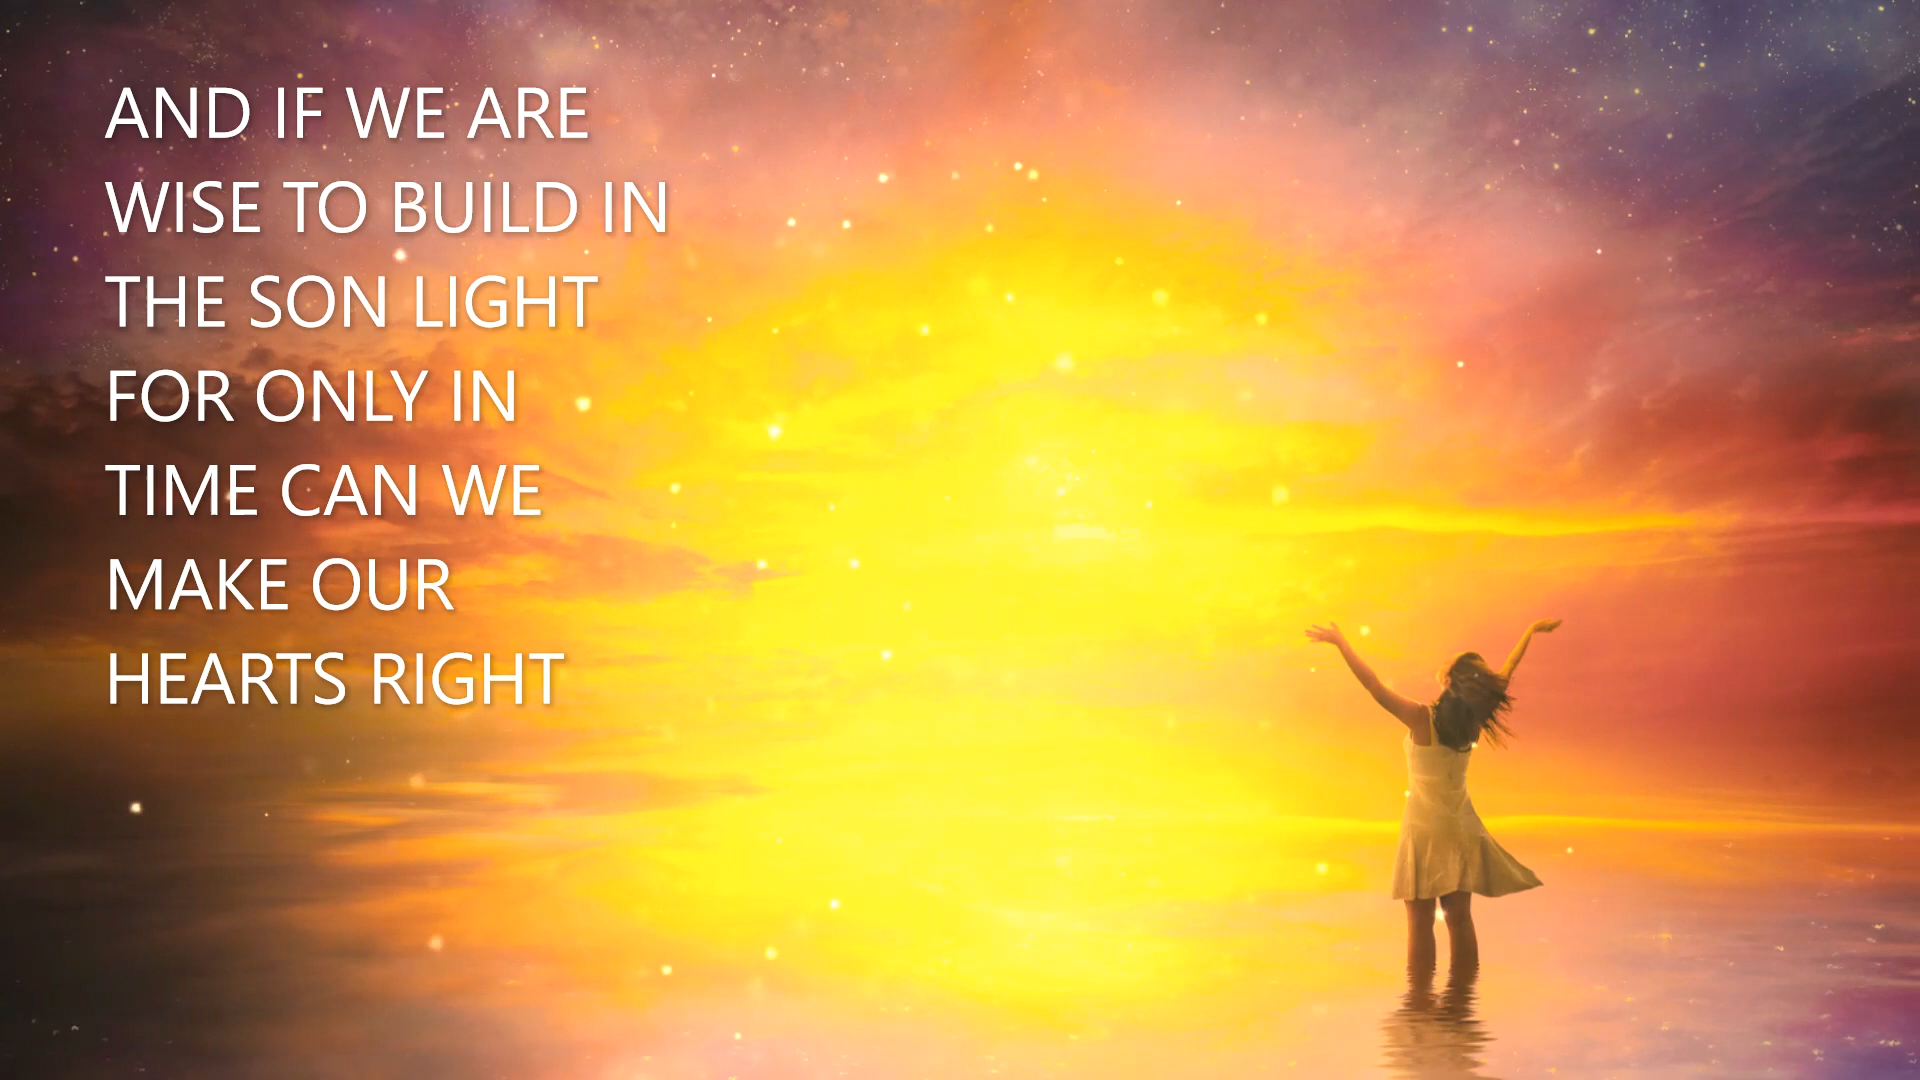 AND IF WE ARE
WISE TO BUILD IN
THE SON LIGHT
FOR ONLY IN
TIME CAN WE
MAKE OUR
HEARTS RIGHT